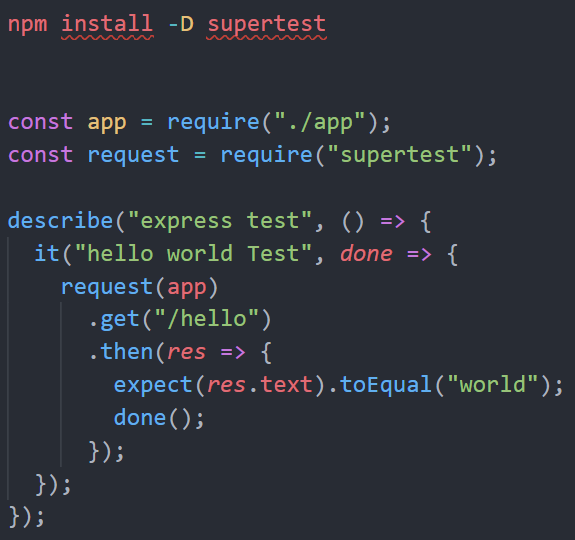 npm install -D supertest
const app = require("./app");
const request = require("supertest");
describe("express test", () => {
it("hello world Test", done => {
request(app)
.get("/hello")
.then(res => {
expect(res.text).toEqual("world");
done();
});
});
});